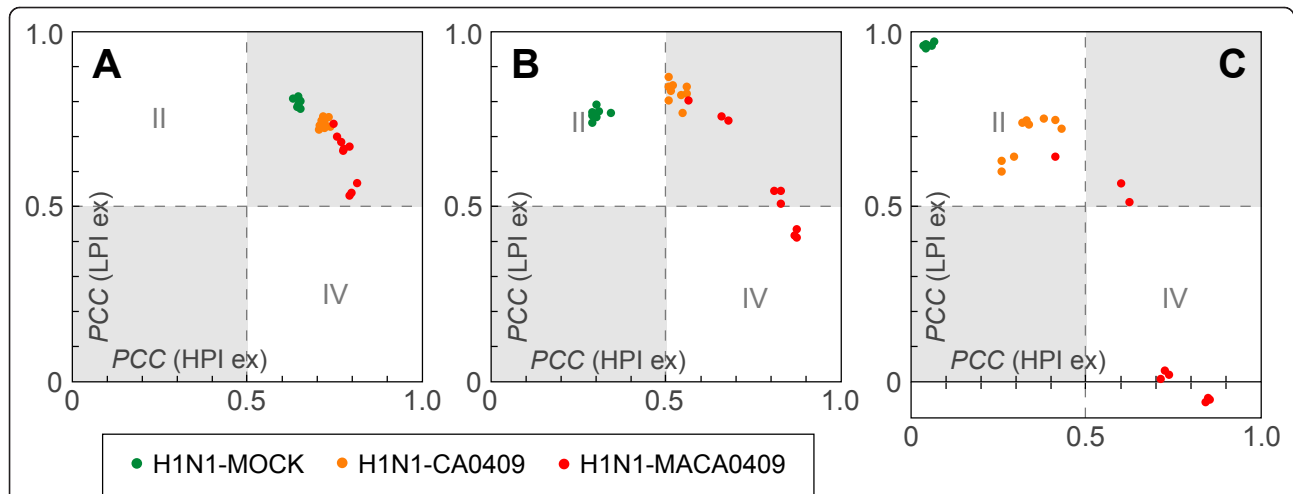 A
1.0
II
0.5
IV
PCC (LPI ex)
PCC (HPI ex)
0
0
0.5
1.0
B
1.0
II
0.5
IV
PCC (LPI ex)
PCC (HPI ex)
0
0
0.5
1.0
C
1.0
II
0.5
IV
PCC (LPI ex)
PCC (HPI ex)
0
0
0.5
1.0
H1N1-MOCK H1N1-CA0409 H1N1-MACA0409